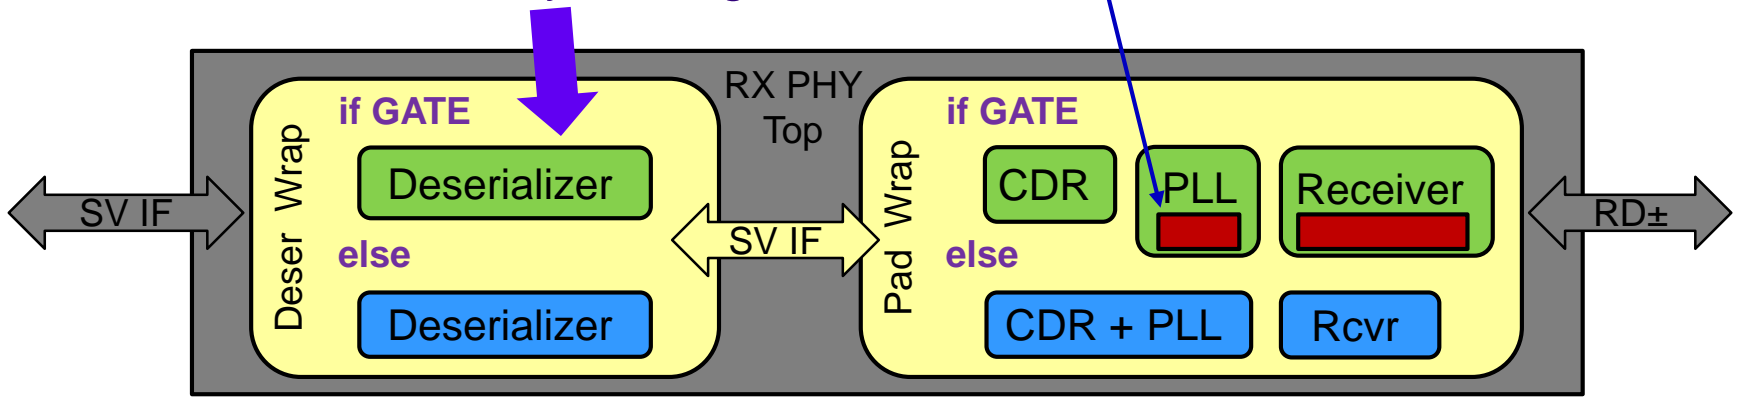 SV IF
Deser Wrap
if GATE
Deserializer
else
Deserializer
RX PHY
Top
SV IF
Pad Wrap
if GATE
CDR
PLL
Receiver
else
CDR + PLL
Rcvr
RD±